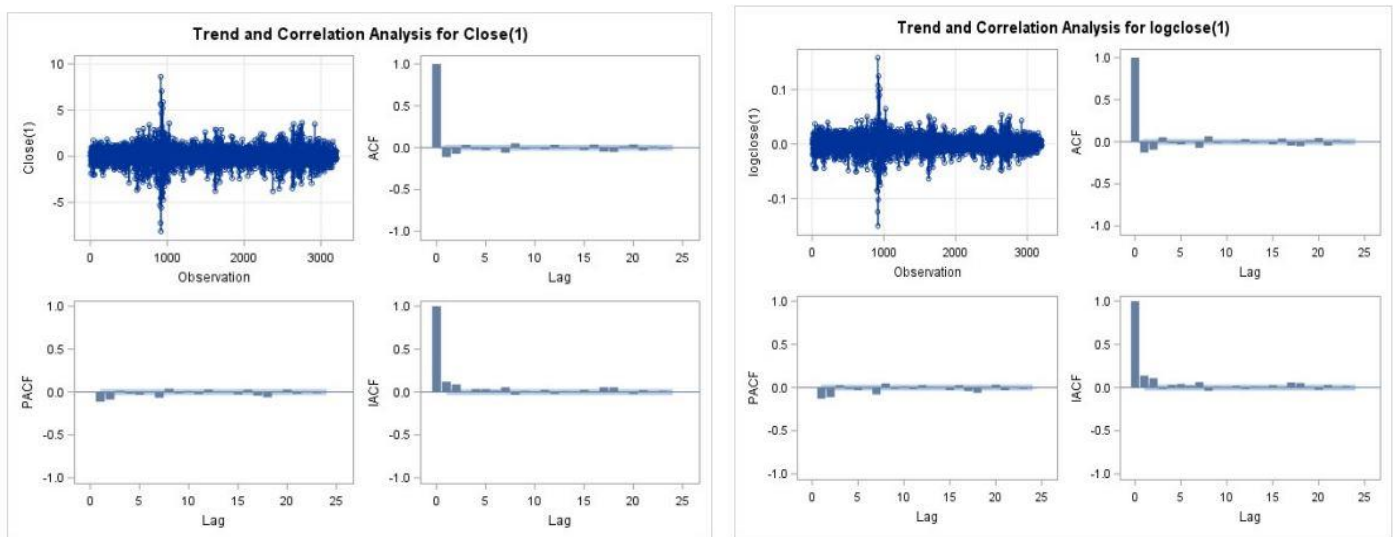 Trend and Correlation Analysis for Close(1)
Close(1)
10
5
0
-5
0 1000 2000 3000
Observation
ACF
1.0
0.5
0.0
-0.5
-1.0
0 5 10 15 20 25
Lag
PACF
1.0
0.5
0.0
-0.5
-1.0
0 5 10 15 20 25
Lag
IACF
1.0
0.5
0.0
-0.5
-1.0
0 5 10 15 20 25
Lag
Trend and Correlation Analysis for logclose(1)
logclose(1)
0.1
0.0
-0.1
0 1000 2000 3000
Observation
ACF
1.0
0.5
0.0
-0.5
-1.0
0 5 10 15 20 25
Lag
PACF
1.0
0.5
0.0
-0.5
-1.0
0 5 10 15 20 25
Lag
IACF
1.0
0.5
0.0
-0.5
-1.0
0 5 10 15 20 25
Lag